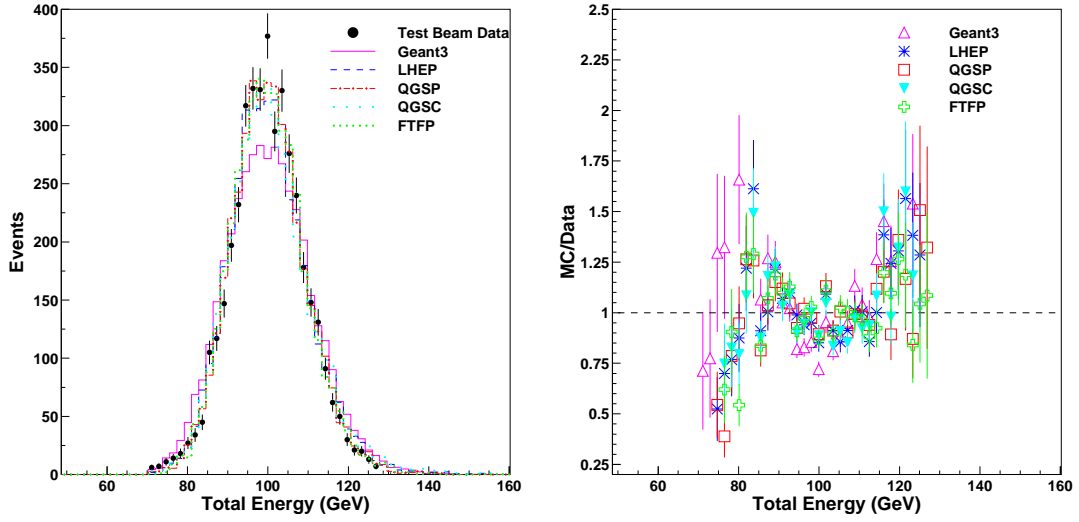 400
350
300
250
200
150
100
50
0
Events
60 80 100 120 140 160
Total Energy (GeV)
Test Beam Data
Geant3
LHEP
QGSP
QGSC
FTFP
2.5
2.25
2
1.75
1.5
1.25
1
0.75
0.5
0.25
MC/Data
60 80 100 120 140 160
Total Energy (GeV)
Geant3
LHEP
QGSP
QGSC
FTFP